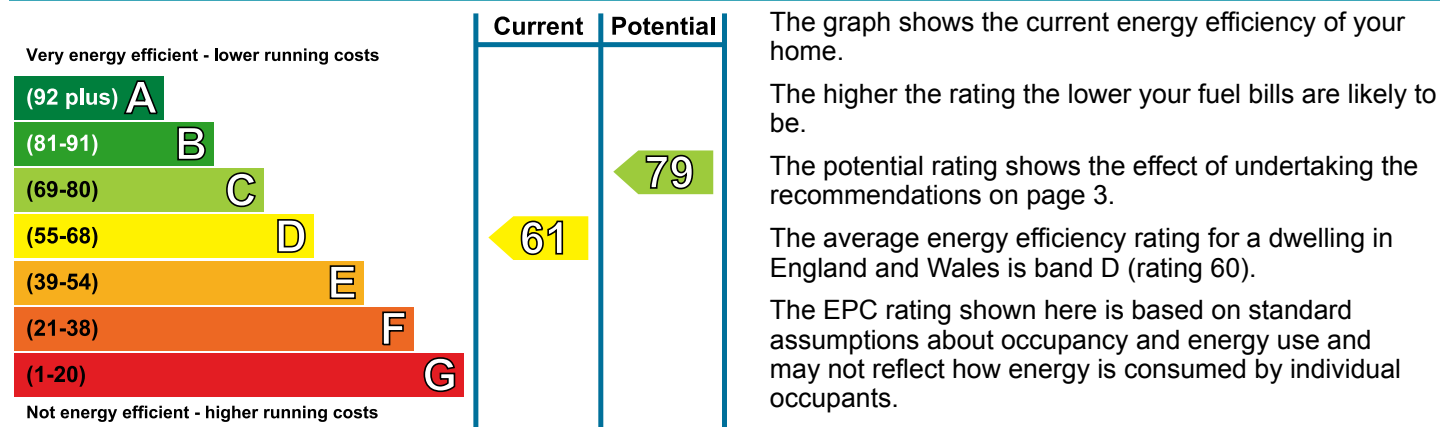 Current Potential
Very energy efficient - lower running costs
(92 plus) A
(81-91) B
(69-80) C
(55-68) D
(39-54) E
(21-38) F
(1-20) G
Not energy efficient - higher running costs
79
61
The graph shows the current energy efficiency of your
home.
The higher the rating the lower your fuel bills are likely to
be.
The potential rating shows the effect of undertaking the
recommendations on page 3.
The average energy efficiency rating for a dwelling in
England and Wales is band D (rating 60).
The EPC rating shown here is based on standard
assumptions about occupancy and energy use and
may not reflect how energy is consumed by individual
occupants.